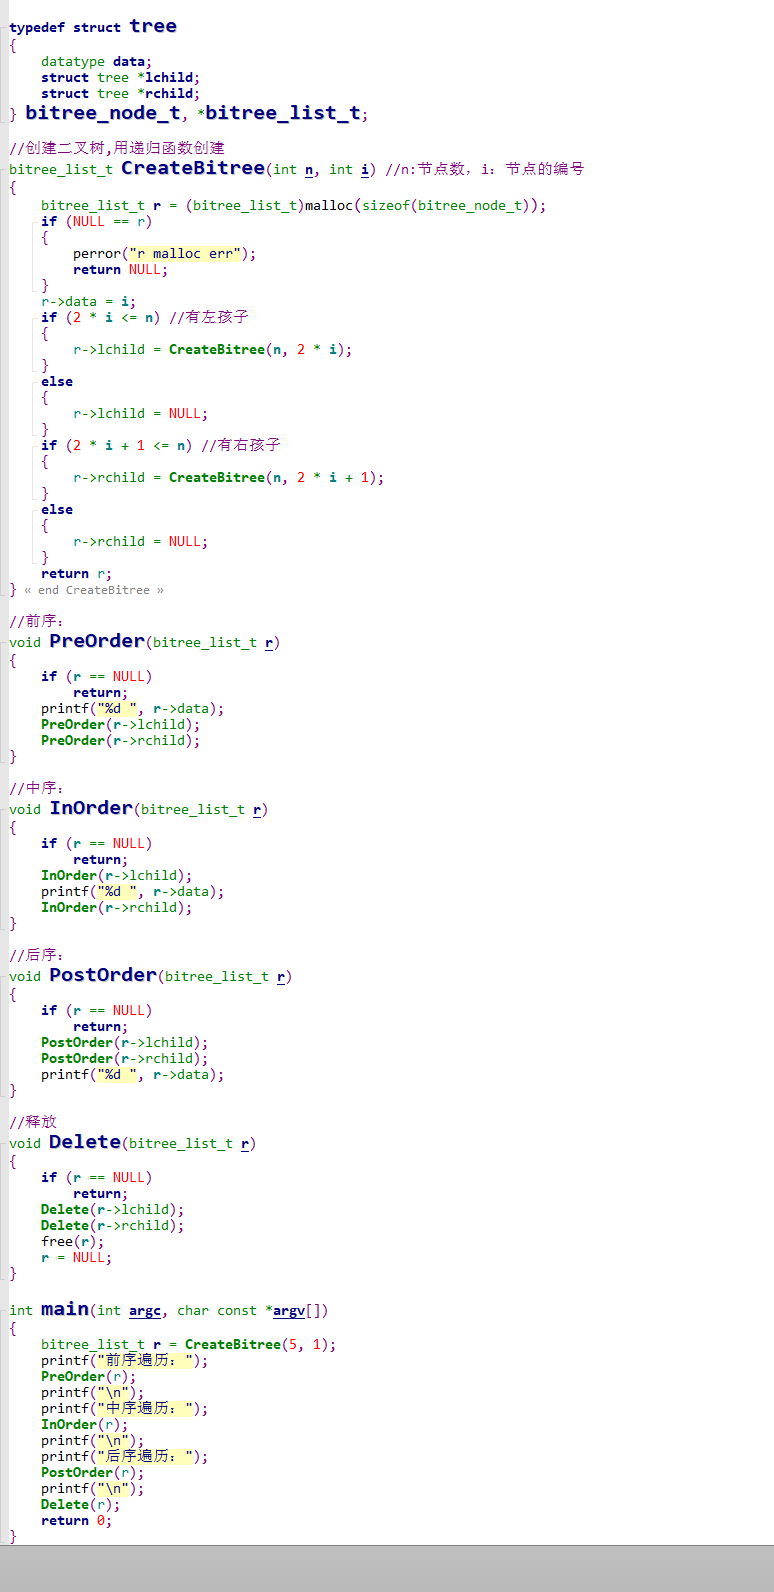 typedef struct tree
{
    datatype data;
    struct tree *lchild;
    struct tree *rchild;
} bitree_node_t, *bitree_list_t;

//创建二叉树,用递归函数创建
bitree_list_t CreateBitree(int n, int i) //n:节点数，i：节点的编号
{
    bitree_list_t r = (bitree_list_t)malloc(sizeof(bitree_node_t));
    if (NULL == r)
    {
        perror("r malloc err");
        return NULL;
    }
    r->data = i;
    if (2 * i <= n) //有左孩子
    {
        r->lchild = CreateBitree(n, 2 * i);
    }
    else
    {
        r->lchild = NULL;
    }
    if (2 * i + 1 <= n) //有右孩子
    {
        r->rchild = CreateBitree(n, 2 * i + 1);
    }
    else
    {
        r->rchild = NULL;
    }
    return r;
} « end CreateBitree »

//前序：
void PreOrder(bitree_list_t r)
{
    if (r == NULL)
        return;
    printf("%d ", r->data);
    PreOrder(r->lchild);
    PreOrder(r->rchild);
}

//中序：
void InOrder(bitree_list_t r)
{
    if (r == NULL)
        return;
    InOrder(r->lchild);
    printf("%d ", r->data);
    InOrder(r->rchild);
}

//后序：
void PostOrder(bitree_list_t r)
{
    if (r == NULL)
        return;
    PostOrder(r->lchild);
    PostOrder(r->rchild);
    printf("%d ", r->data);
}

//释放
void Delete(bitree_list_t r)
{
    if (r == NULL)
        return;
    Delete(r->lchild);
    Delete(r->rchild);
    free(r);
    r = NULL;
}

int main(int argc, char const *argv[])
{
    bitree_list_t r = CreateBitree(5, 1);
    printf("前序遍历：");
    PreOrder(r);
    printf("\n");
    printf("中序遍历：");
    InOrder(r);
    printf("\n");
    printf("后序遍历：");
    PostOrder(r);
    printf("\n");
    Delete(r);
    return 0;
}